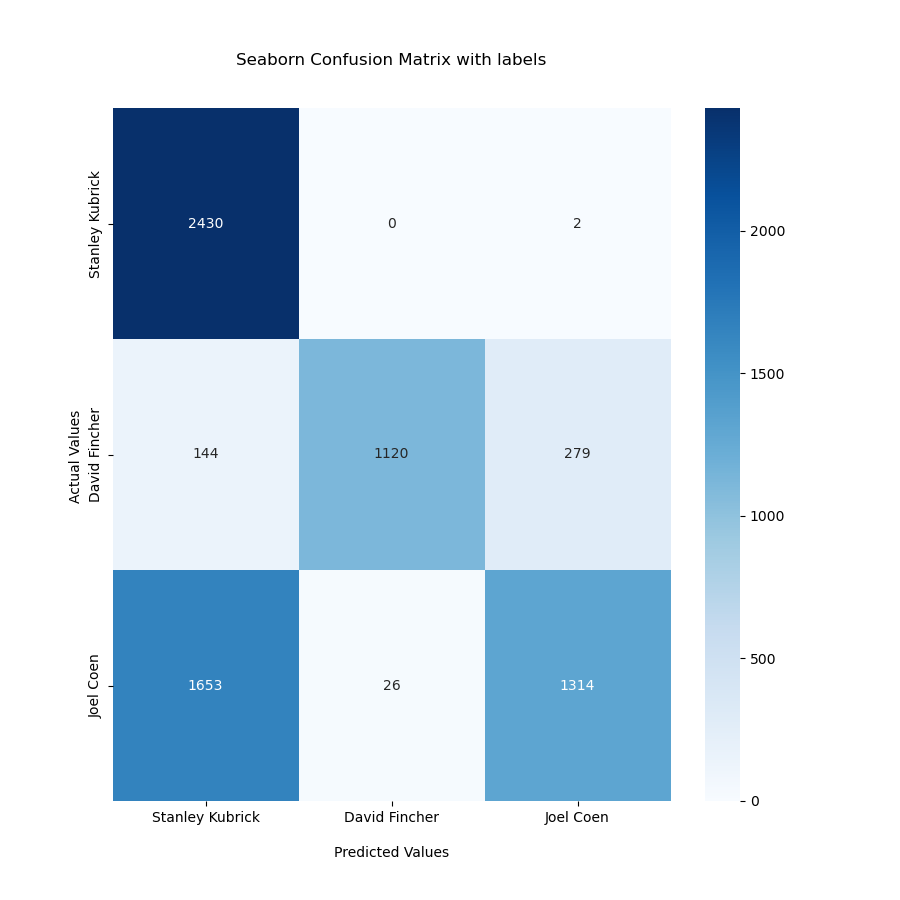 Seaborn Confusion Matrix with labels
Actual Values
Stanley Kubrick
2430 0 2
David Fincher
144 1120 279
Joel Coen
1653 26 1314
Stanley Kubrick David Fincher Joel Coen
Predicted Values
2000
1500
1000
500
0